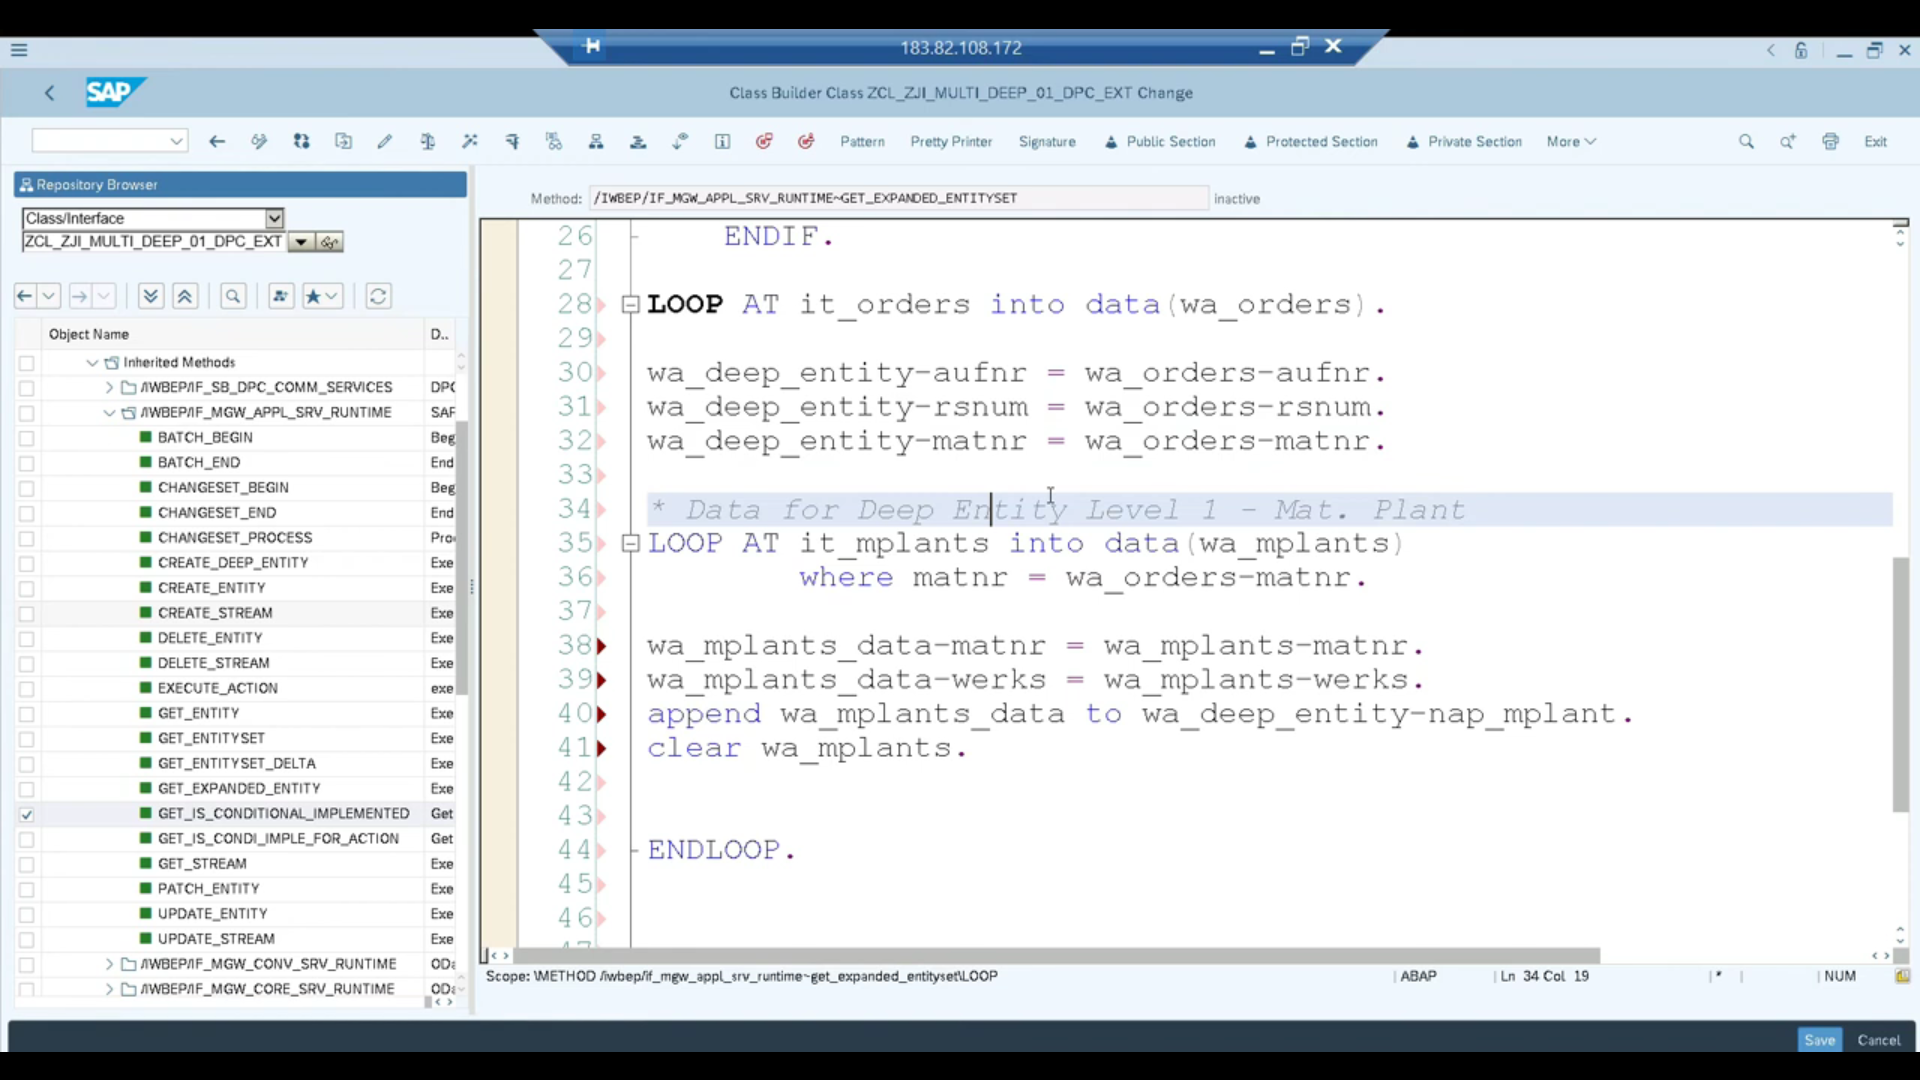 183.82.108.172
SAP
Class Builder Class ZCL_ZJI_MULTI_DEEP_01_DPC_EXT Change
Pattern
Pretty Printer
Signature
Public Section
Protected Section
Private Section
More
Exit
Repository Browser
Class/Interface
ZCL_ZJI_MULTI_DEEP_01_DPC_EXT
Object Name D..
Inherited Methods
/IWBEP/IF_SB_DPC_COMM_SERVICES DPC
/IWBEP/IF_MGW_APPL_SRV_RUNTIME SAF
BATCH_BEGIN Beg
BATCH_END End
CHANGESET_BEGIN Beg
CHANGESET_END End
CHANGESET_PROCESS Pro
CREATE_DEEP_ENTITY Exe
CREATE_ENTITY Exe
CREATE_STREAM Exe
DELETE_ENTITY Exe
DELETE_STREAM Exe
EXECUTE_ACTION exe
GET_ENTITY Exe
GET_ENTITYSET Exe
GET_ENTITYSET_DELTA Exe
GET_EXPANDED_ENTITY Exe
GET_IS_CONDITIONAL_IMPLEMENTED Get
GET_IS_CONDI_IMPLE_FOR_ACTION Get
GET_STREAM Exe
PATCH_ENTITY Exe
UPDATE_ENTITY Exe
UPDATE_STREAM Exe
/IWBEP/IF_MGW_CONV_SRV_RUNTIME ODa
/IWBEP/IF_MGW_CORE_SRV_RUNTIME ODa
Method: /IWBEP/IF_MGW_APPL_SRV_RUNTIME~GET_EXPANDED_ENTITYSET inactive
26 ENDIF.
27
28 LOOP AT it_orders into data(wa_orders).
29
30 wa_deep_entity-aufnr = wa_orders-aufnr.
31 wa_deep_entity-rsnum = wa_orders-rsnum.
32 wa_deep_entity-matnr = wa_orders-matnr.
33
34 * Data for Deep Entity Level 1 - Mat. Plant
35 LOOP AT it_mplants into data(wa_mplants)
36 where matnr = wa_orders-matnr.
37
38 wa_mplants_data-matnr = wa_mplants-matnr.
39 wa_mplants_data-werks = wa_mplants-werks.
40 append wa_mplants_data to wa_deep_entity-nap_mplant.
41 clear wa_mplants.
42
43
44 ENDLOOP.
45
46
Scope: \METHOD /iwbep/if_mgw_appl_srv_runtime~get_expanded_entityset\LOOP
ABAP
Ln 34 Col 19
*
NUM
Save
Cancel